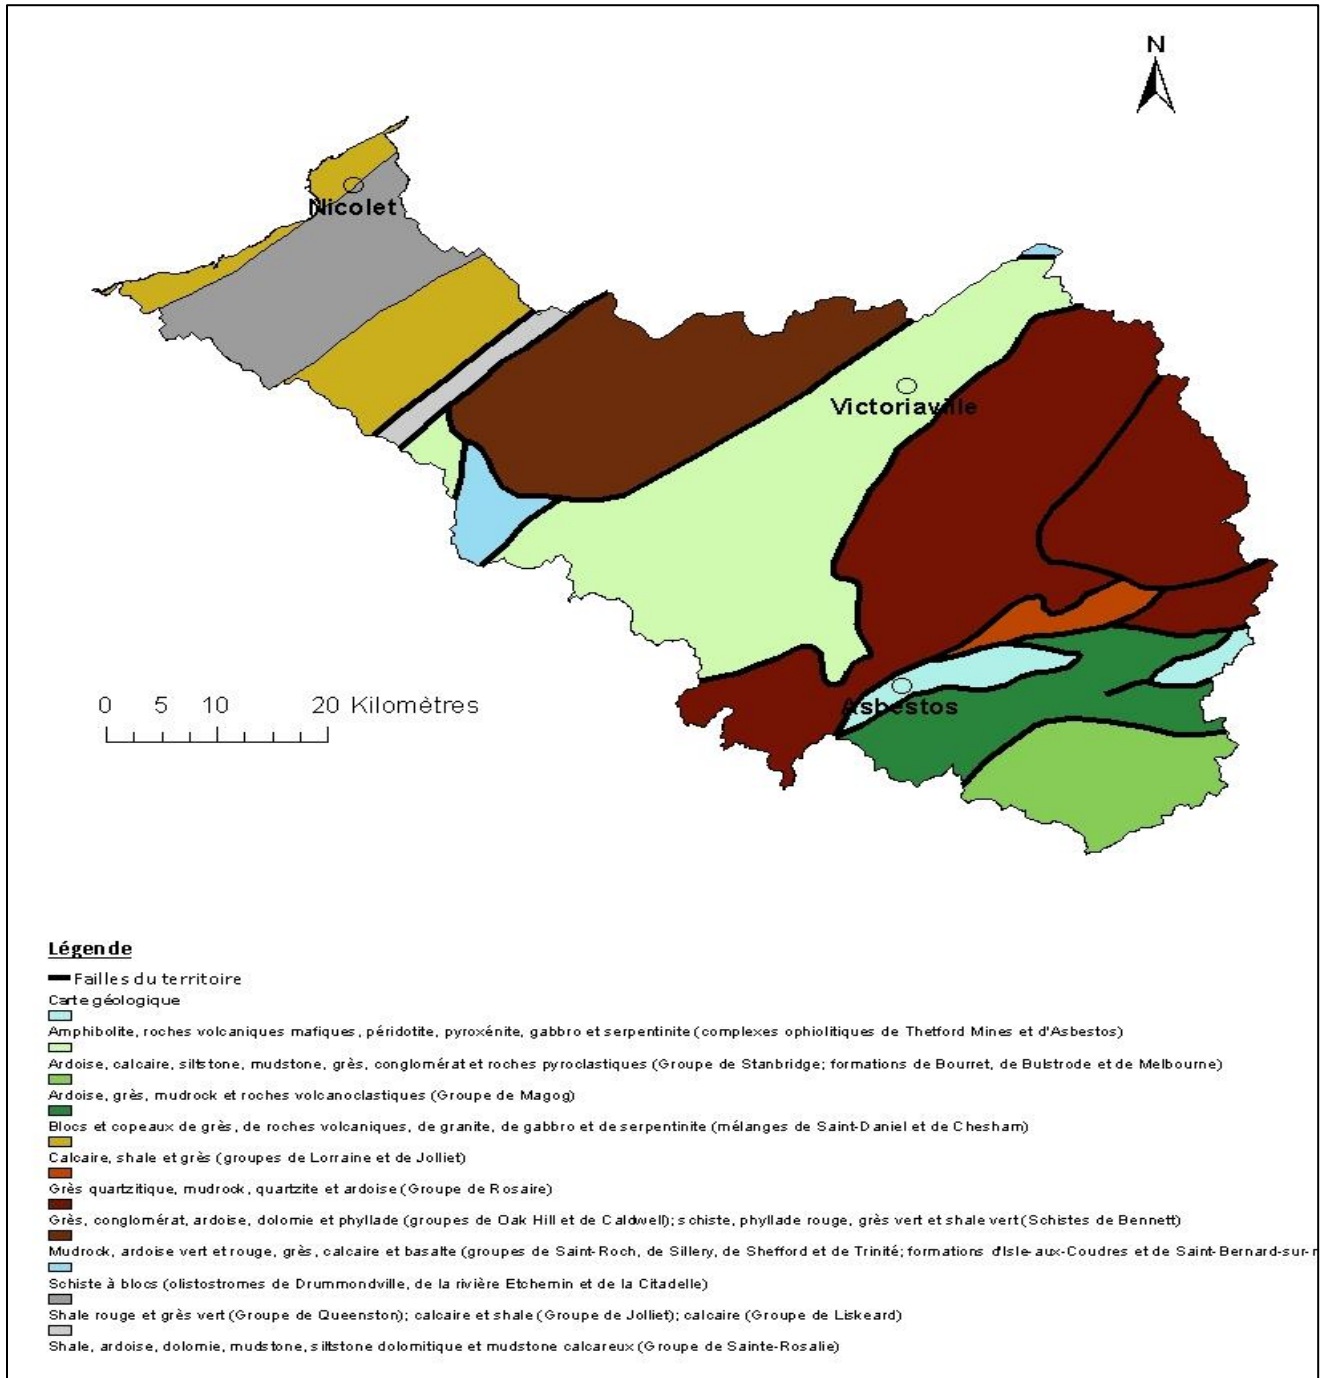 N
Nicolet
Victoriaville
Asbestos
0 5 10 20 Kilomètres
Légende
Failles du territoire
Carte géologique
Amphibolite, roches volcaniques mafiques, péridotite, pyroxénite, gabbro et serpentinite (complexes ophiolitiques de Thetford Mines et d'Asbestos)
Ardoise, calcaire, siltstone, mudstone, grès, conglomérat et roches pyroclastiques (Groupe de Stanbridge; formations de Bourret, de Bulstrode et de Melbourne)
Ardoise, grès, mudrock et roches volcanoclastiques (Groupe de Magog)
Blocs et copeaux de grès, de roches volcaniques, de granite, de gabbro et de serpentinite (mélanges de Saint-Daniel et de Chesham)
Calcaire, shale et grès (groupes de Lorraine et de Jolliet)
Grès quartzitique, mudrock, quartzite et ardoise (Groupe de Rosaire)
Grès, conglomérat, ardoise, dolomie et phyllade (groupes de Oak Hill et de Caldwell); schiste, phyllade rouge, grès vert et shale vert (Schistes de Bennett)
Mudrock, ardoise vert et rouge, grès, calcaire et basalte (groupes de Saint-Roch, de Sillery, de Shefford et de Trinité; formations d'Isle-aux-Coudres et de Saint-Bernard-sur-
Schiste à blocs (olistostromes de Drummondville, de la rivière Etchemin et de la Citadelle)
Shale rouge et grès vert (Groupe de Queenston); calcaire et shale (Groupe de Jolliet); calcaire (Groupe de Liskeard)
Shale, ardoise, dolomie, mudstone, siltstone dolomitique et mudstone calcareux (Groupe de Sainte-Rosalie)